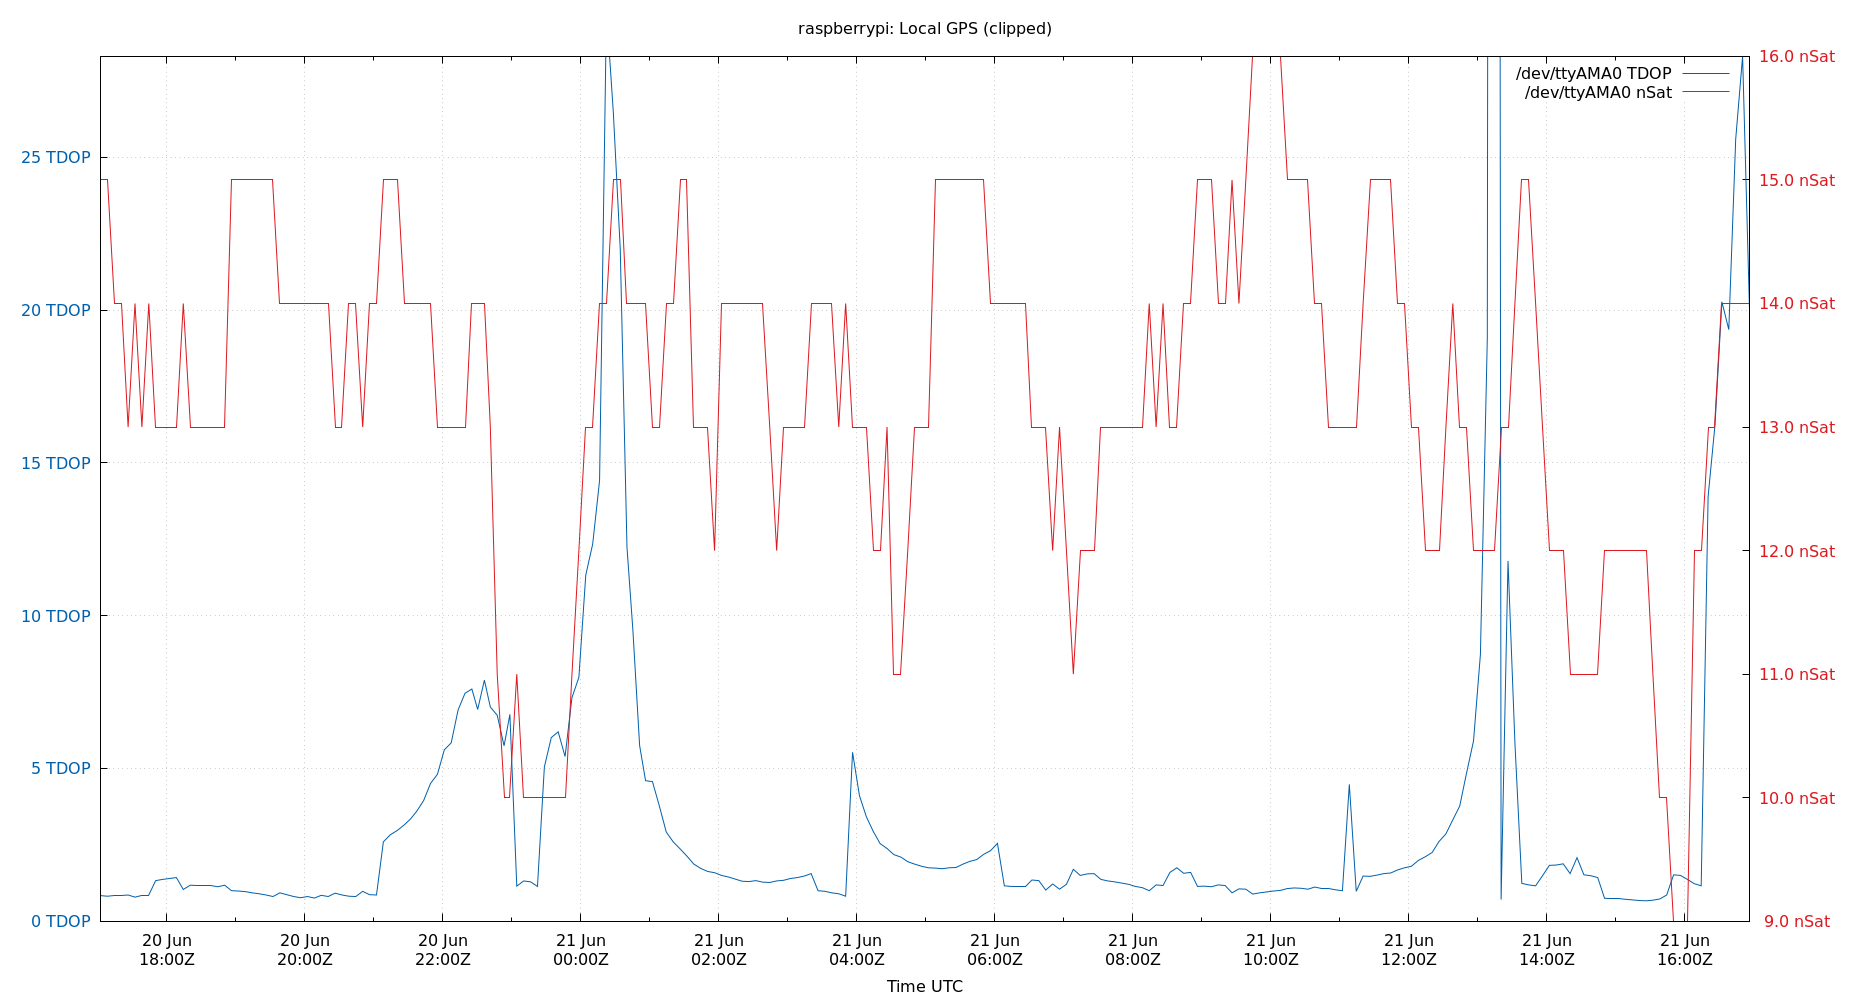 raspberrypi: Local GPS (clipped)
/dev/ttyAMA0 TDOP
/dev/ttyAMA0 nSat
25 TDOP
20 TDOP
15 TDOP
10 TDOP
5 TDOP
0 TDOP
16.0 nSat
15.0 nSat
14.0 nSat
13.0 nSat
12.0 nSat
11.0 nSat
10.0 nSat
9.0 nSat
20 Jun 20 Jun 20 Jun 21 Jun 21 Jun 21 Jun 21 Jun 21 Jun 21 Jun 21 Jun 21 Jun 21 Jun
18:00Z 20:00Z 22:00Z 00:00Z 02:00Z 04:00Z 06:00Z 08:00Z 10:00Z 12:00Z 14:00Z 16:00Z
Time UTC